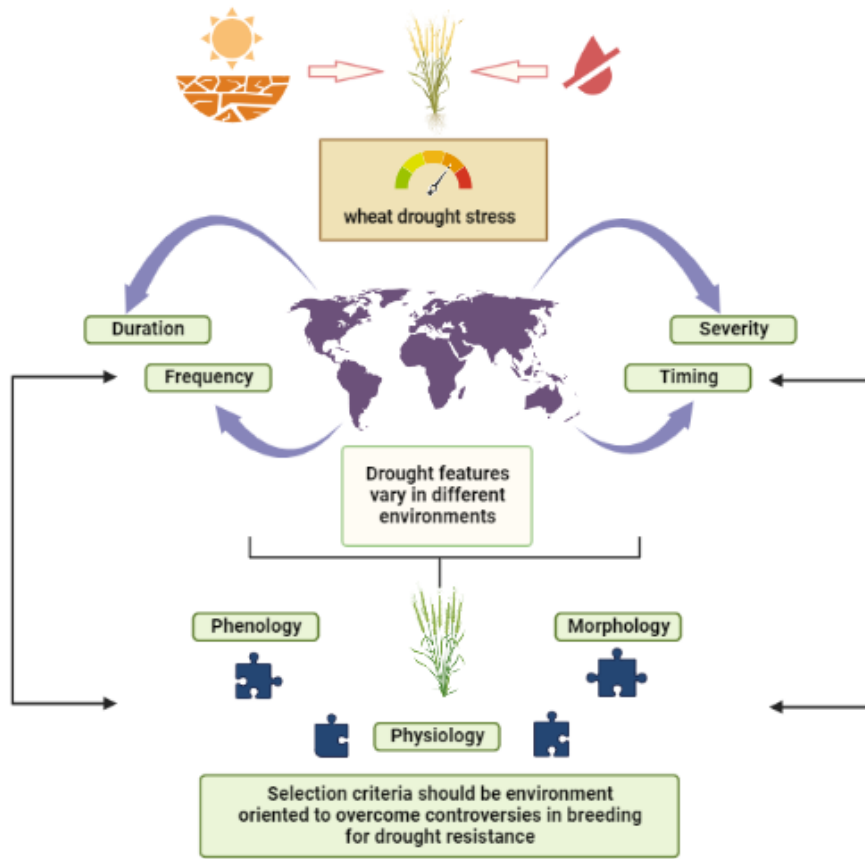 wheat drought stress
Duration
Severity
Frequency
Timing
Drought features
vary in different
environments
Phenology
Morphology
Physiology
Selection criteria should be environment
oriented to overcome controversies in breeding
for drought resistance